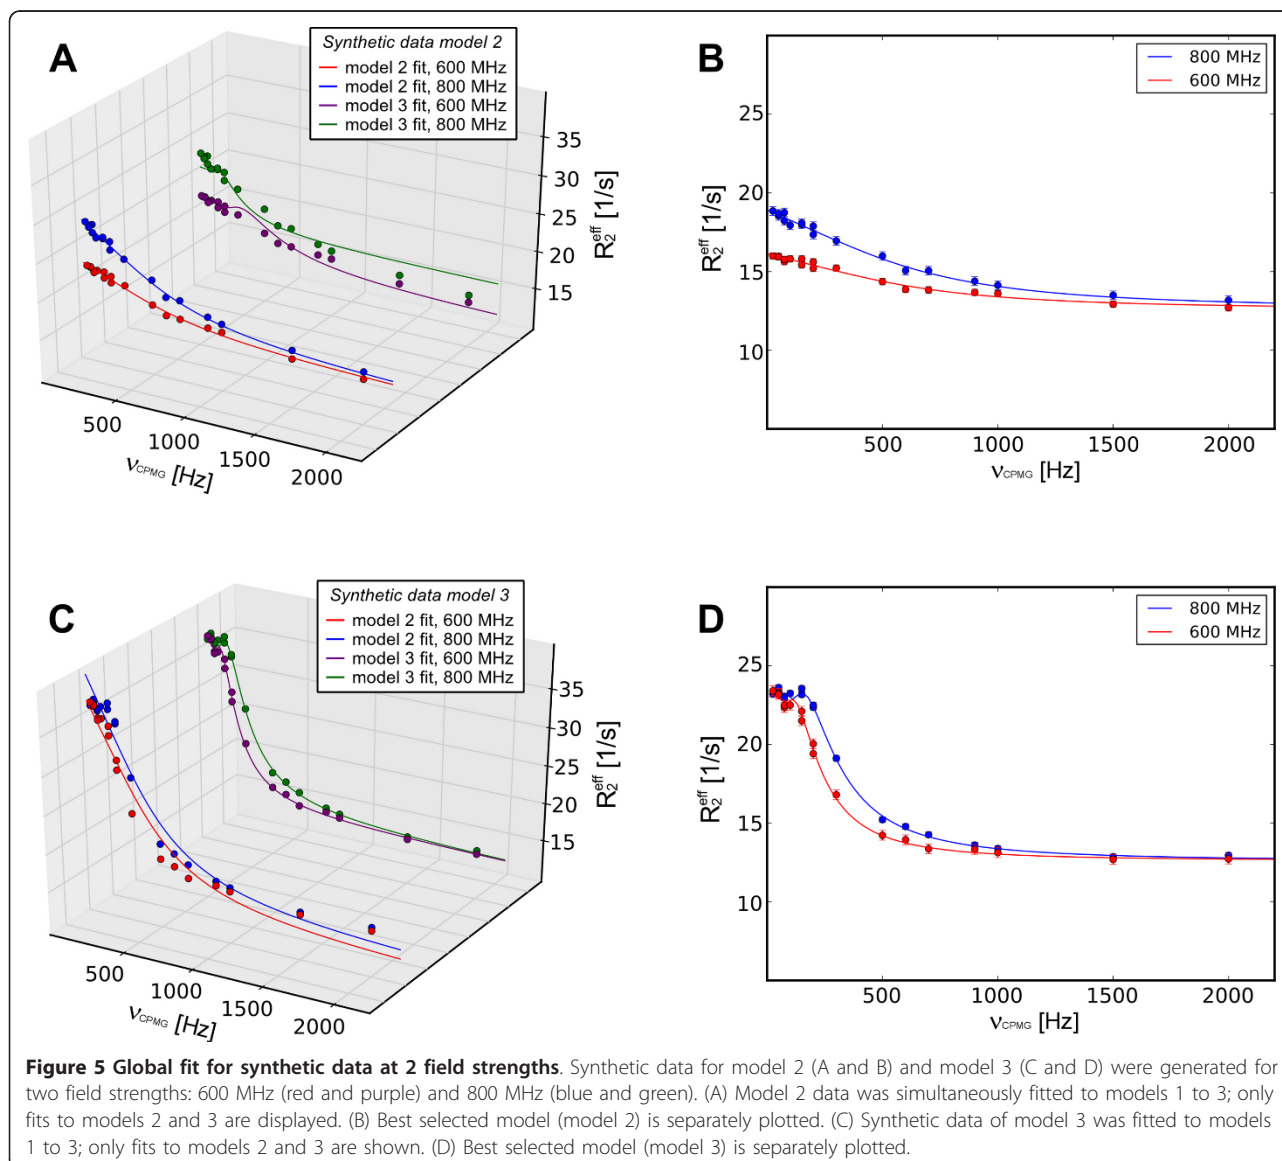 A
Synthetic data model 2
model 2 fit, 600 MHz
model 2 fit, 800 MHz
model 3 fit, 600 MHz
model 3 fit, 800 MHz
35
30
25
20
15
R2eff [1/s]
500
1000
1500
2000
νCPMG [Hz]
B
800 MHz
600 MHz
25
20
15
10
R2eff [1/s]
500
1000
1500
2000
νCPMG [Hz]
C
Synthetic data model 3
model 2 fit, 600 MHz
model 2 fit, 800 MHz
model 3 fit, 600 MHz
model 3 fit, 800 MHz
35
30
25
20
15
R2eff [1/s]
500
1000
1500
2000
νCPMG [Hz]
D
800 MHz
600 MHz
25
20
15
10
R2eff [1/s]
500
1000
1500
2000
νCPMG [Hz]
Figure 5 Global fit for synthetic data at 2 field strengths. Synthetic data for model 2 (A and B) and model 3 (C and D) were generated for
two field strengths: 600 MHz (red and purple) and 800 MHz (blue and green). (A) Model 2 data was simultaneously fitted to models 1 to 3; only
fits to models 2 and 3 are displayed. (B) Best selected model (model 2) is separately plotted. (C) Synthetic data of model 3 was fitted to models
1 to 3; only fits to models 2 and 3 are shown. (D) Best selected model (model 3) is separately plotted.